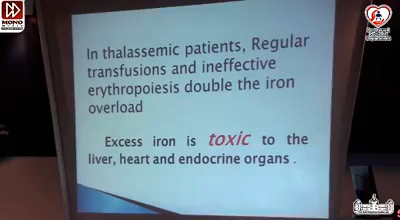 MONO
In thalassemic patients, Regular
transfusions and ineffective
erythropoiesis double the iron
overload
Excess iron is toxic to the
liver, heart and endocrine organs .